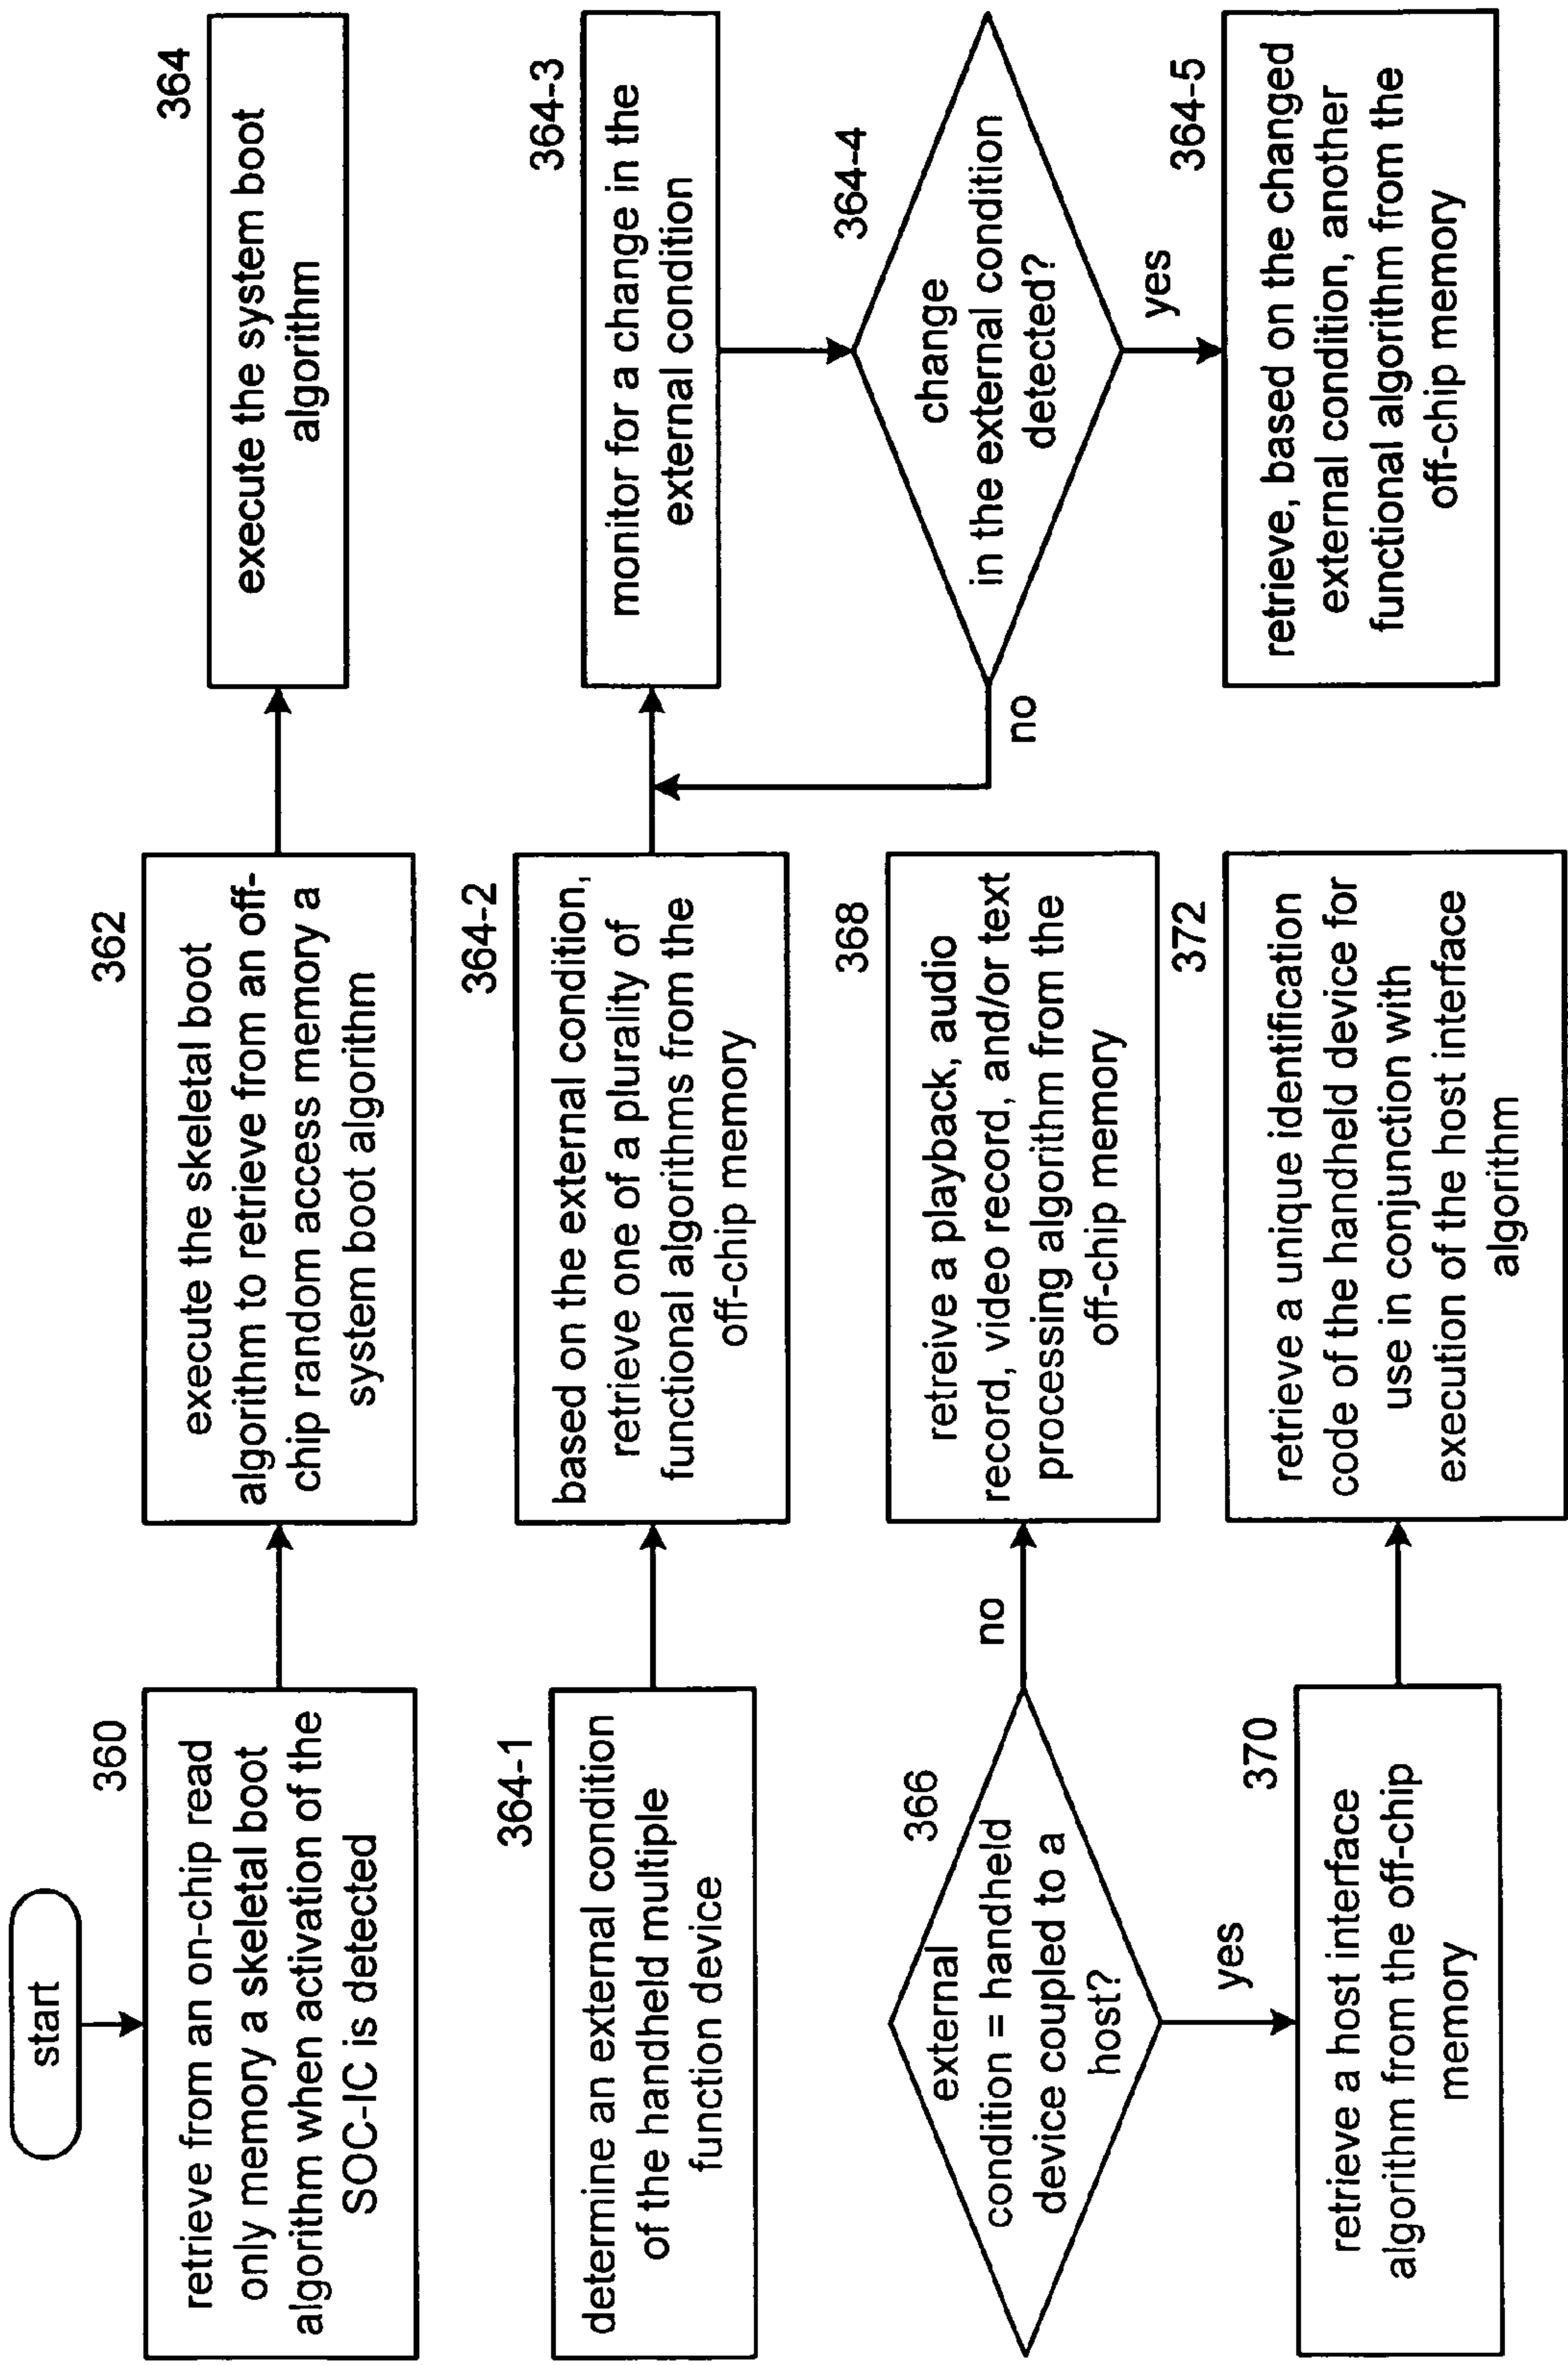 start
360
retrieve from an on-chip read
only memory a skeletal boot
algorithm when activation of the
SOC-IC is detected
362
execute the skeletal boot
algorithm to retrieve from an off-
chip random access memory a
system boot algorithm
364
execute the system boot
algorithm
364-1
determine an external condition
of the handheld multiple
function device
364-2
based on the external condition,
retrieve one of a plurality of
functional algorithms from the
off-chip memory
364-3
monitor for a change in the
external condition
364-4
change
in the external condition
detected?
no
yes
364-5
retrieve, based on the changed
external condition, another
functional algorithm from the
off-chip memory
366
external
condition = handheld
device coupled to a
host?
no
yes
368
retreive a playback, audio
record, video record, and/or text
processing algorithm from the
off-chip memory
370
retrieve a host interface
algorithm from the off-chip
memory
372
retrieve a unique identification
code of the handheld device for
use in conjunction with
execution of the host interface
algorithm